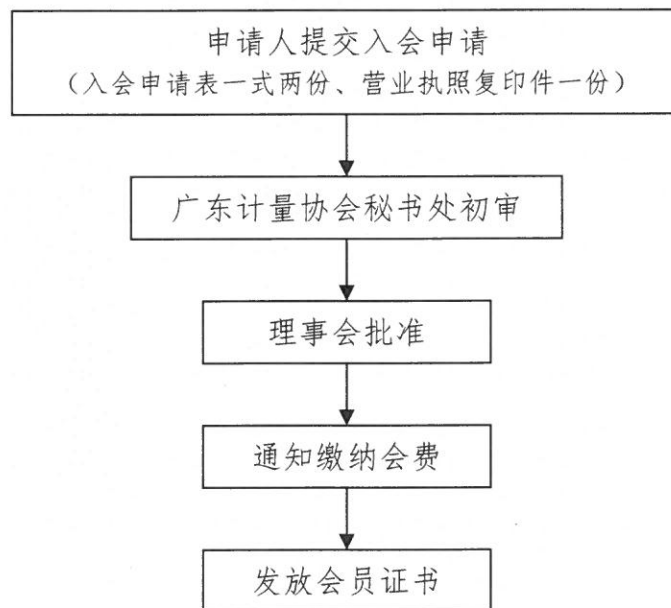 申请人提交入会申请
（入会申请表一式两份、营业执照复印件一份）
广东计量协会秘书处初审
理事会批准
通知缴纳会费
发放会员证书